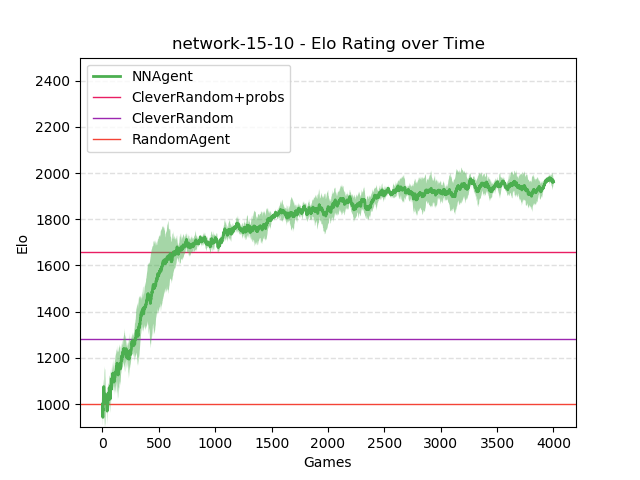 network-15-10 - Elo Rating over Time
NNAgent
CleverRandom+probs
CleverRandom
RandomAgent
Elo
2400
2200
2000
1800
1600
1400
1200
1000
0 500 1000 1500 2000 2500 3000 3500 4000
Games